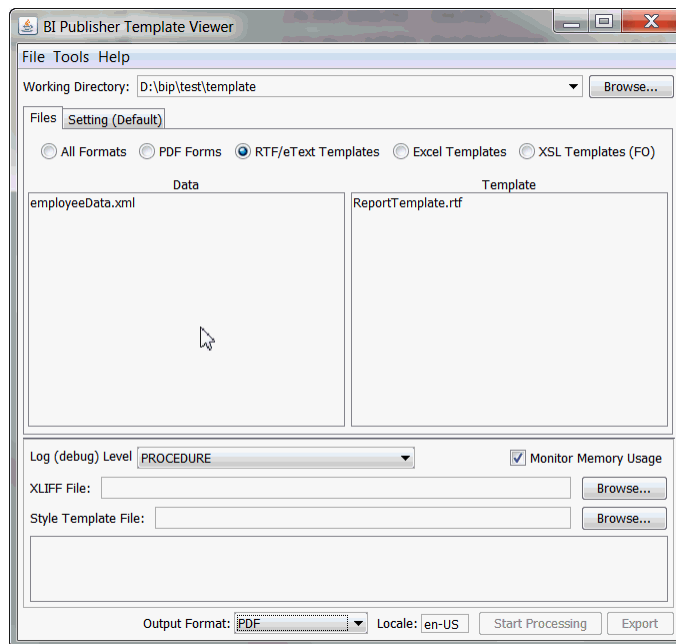 BI Publisher Template Viewer
File Tools Help
Working Directory: D:\bip\test\template Browse...
Files Setting (Default)
All Formats PDF Forms RTF/eText Templates Excel Templates XSL Templates (FO)
Data Template
employeeData.xml ReportTemplate.rtf
Log (debug) Level PROCEDURE Monitor Memory Usage
XLIFF File: Browse...
Style Template File: Browse...
Output Format: PDF Locale: en-US Start Processing Export